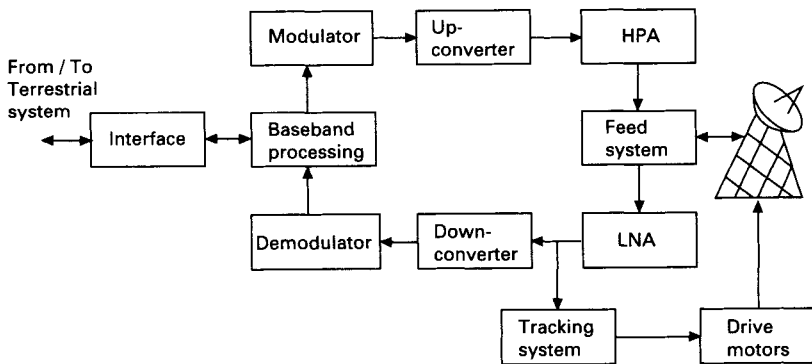 Modulator
Up-
converter
HPA
From / To
Terrestrial
system
Interface
Baseband
processing
Feed
system
Demodulator
Down-
converter
LNA
Tracking
system
Drive
motors